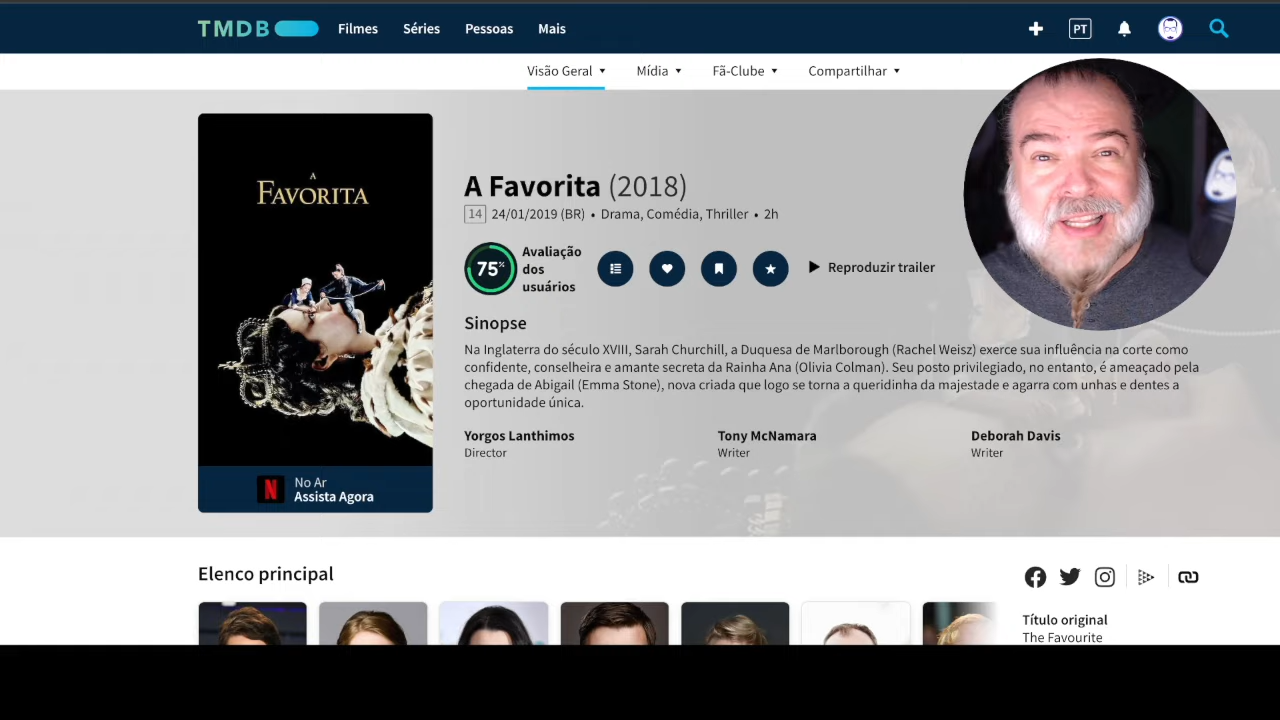 TMDB
Filmes
Séries
Pessoas
Mais
PT
Visão Geral
Mídia
Fã-Clube
Compartilhar
A
FAVORITA
No Ar
Assista Agora
A Favorita (2018)
14 24/01/2019 (BR) • Drama, Comédia, Thriller • 2h
75%
Avaliação
dos
usuários
Reproduzir trailer
Sinopse
Na Inglaterra do século XVIII, Sarah Churchill, a Duquesa de Marlborough (Rachel Weisz) exerce sua influência na corte como
confidente, conselheira e amante secreta da Rainha Ana (Olivia Colman). Seu posto privilegiado, no entanto, é ameaçado pela
chegada de Abigail (Emma Stone), nova criada que logo se torna a queridinha da majestade e agarra com unhas e dentes a
oportunidade única.
Yorgos Lanthimos
Director
Tony McNamara
Writer
Deborah Davis
Writer
Elenco principal
Título original
The Favourite